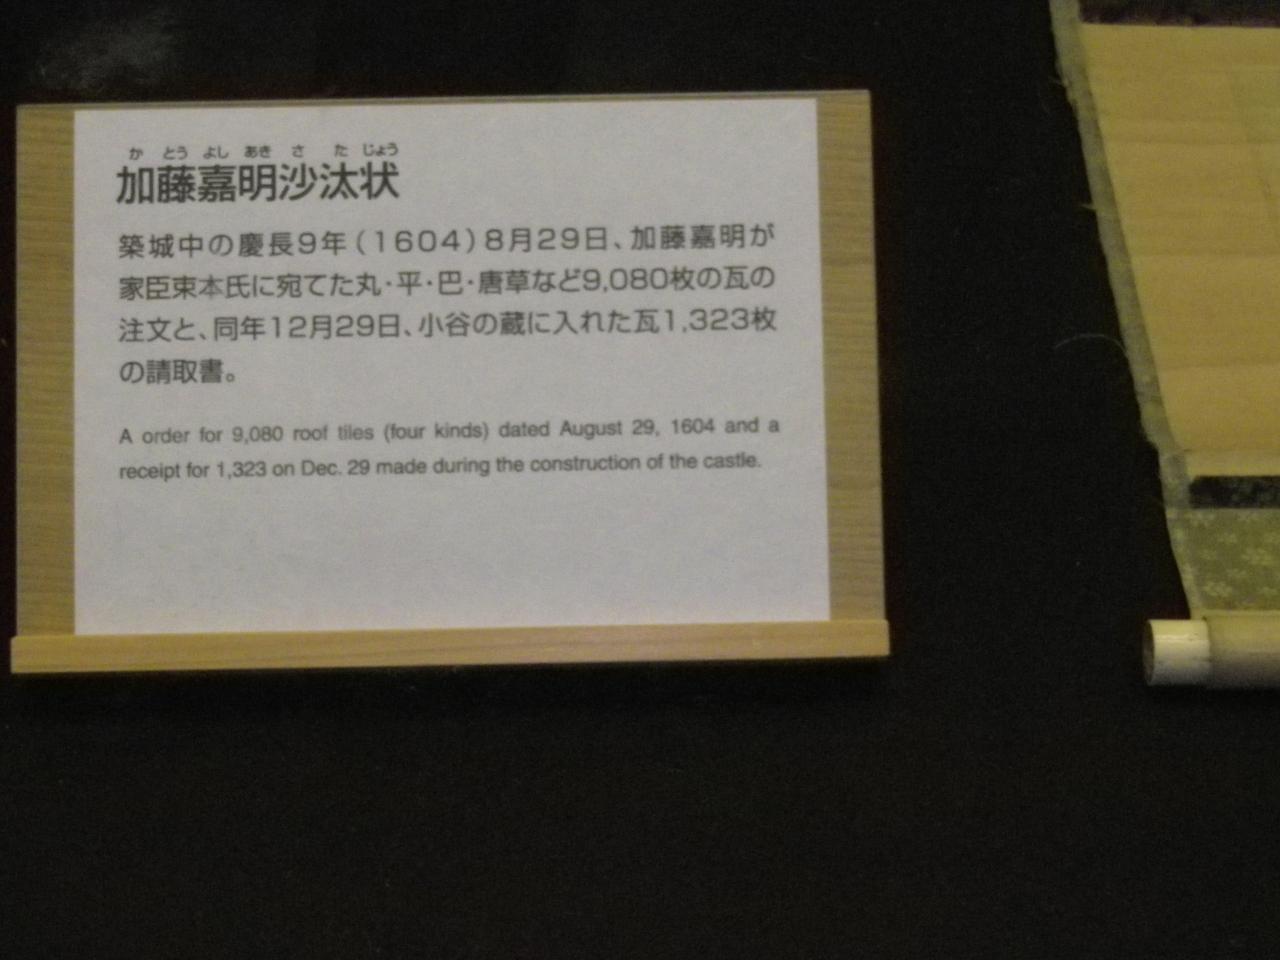 か とう よし あき さ た じょう
加藤嘉明沙汰状
築城中の慶長9年（1604）8月29日、加藤嘉明が
家臣束本氏に宛てた丸・平・巴・唐草など9,080枚の瓦の
注文と、同年12月29日、小谷の蔵に入れた瓦1,323枚
の請取書。
A order for 9,080 roof tiles (four kinds) dated August 29, 1604 and a
receipt for 1,323 on Dec. 29 made during the construction of the castle.